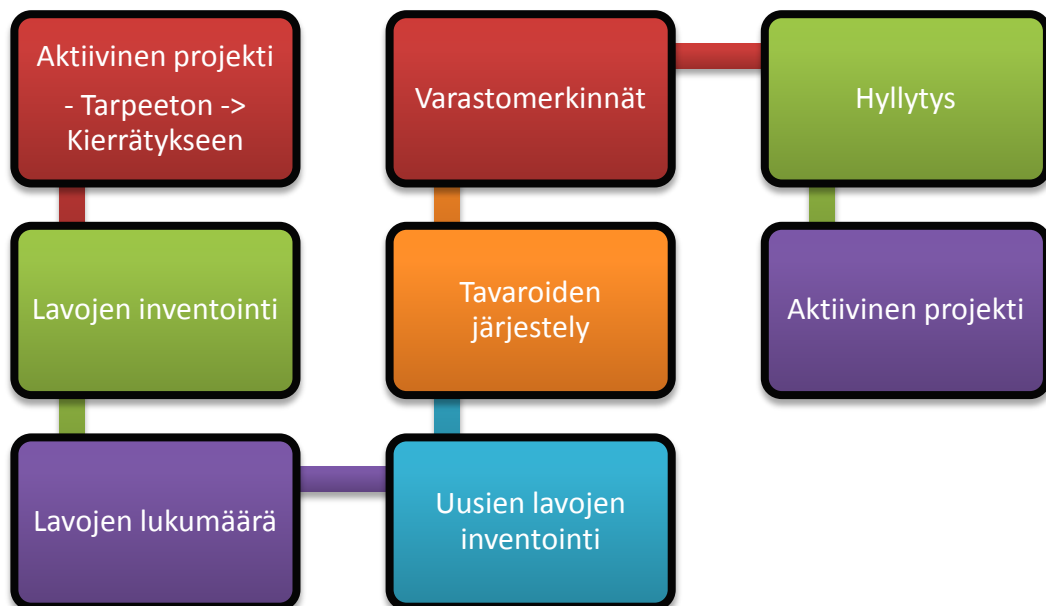 Aktiivinen projekti
- Tarpeeton ->
Kierrätykseen
Lavojen inventointi
Lavojen lukumäärä
Uusien lavojen
inventointi
Tavaroiden
järjestely
Varastomerkinnät
Hyllytys
Aktiivinen projekti